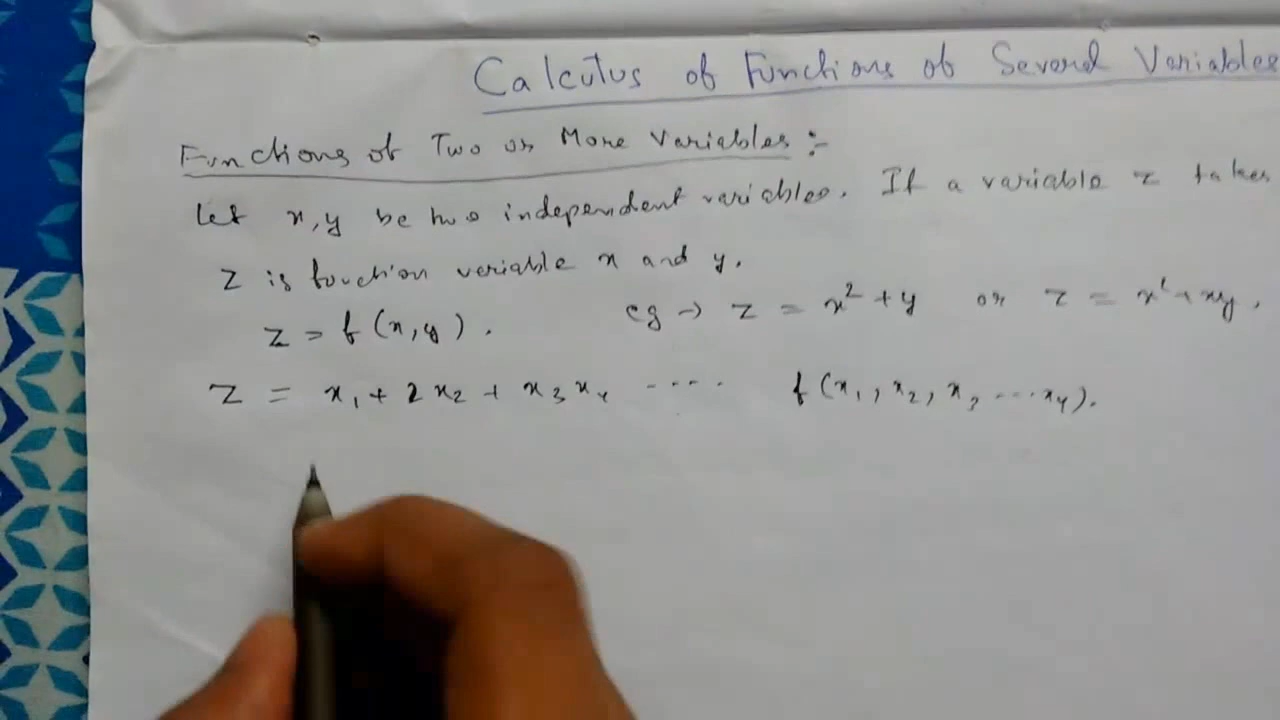 Calculus of Functions of Several Variables
Functions of Two or More Variables :-
Let x, y be two independent variables. If a variable z takes
z is function veriable x and y.
z = f(x,y). eg → z = x² + y or z = x² + xy.
z = x₁ + 2x₂ + x₃x₄ ---- f(x₁, x₂, x₃ ---- x₄).